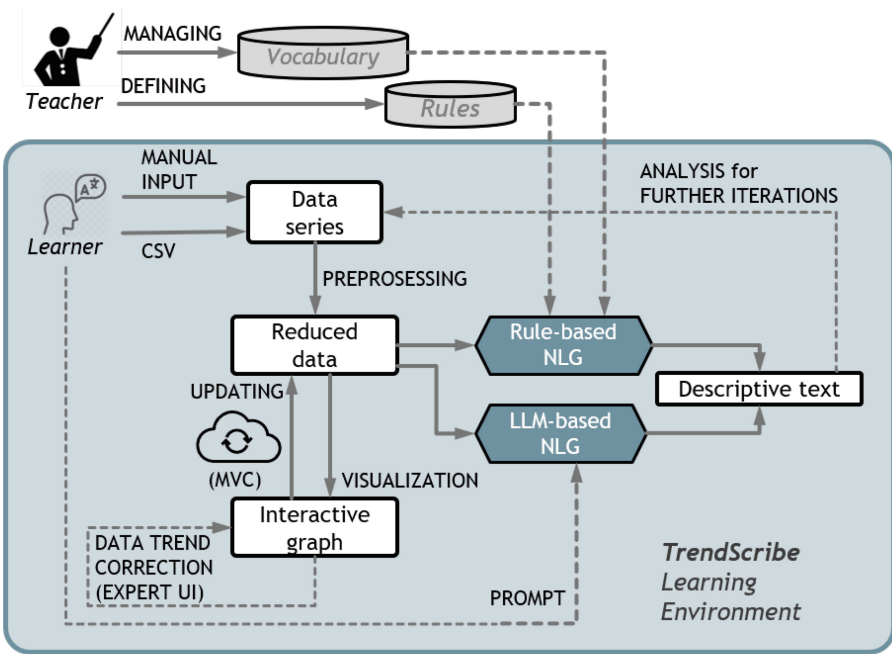 MANAGING
Vocabulary
DEFINING
Teacher
Rules
MANUAL
INPUT
ANALYSIS for
FURTHER ITERATIONS
A
Data
series
Learner
CSV
PREPROSESSING
Reduced
data
Rule-based
NLG
UPDATING
Descriptive text
LLM-based
NLG
(MVC)
VISUALIZATION
Interactive
graph
DATA TREND
CORRECTION
(EXPERT UI)
TrendScribe
Learning
Environment
PROMPT